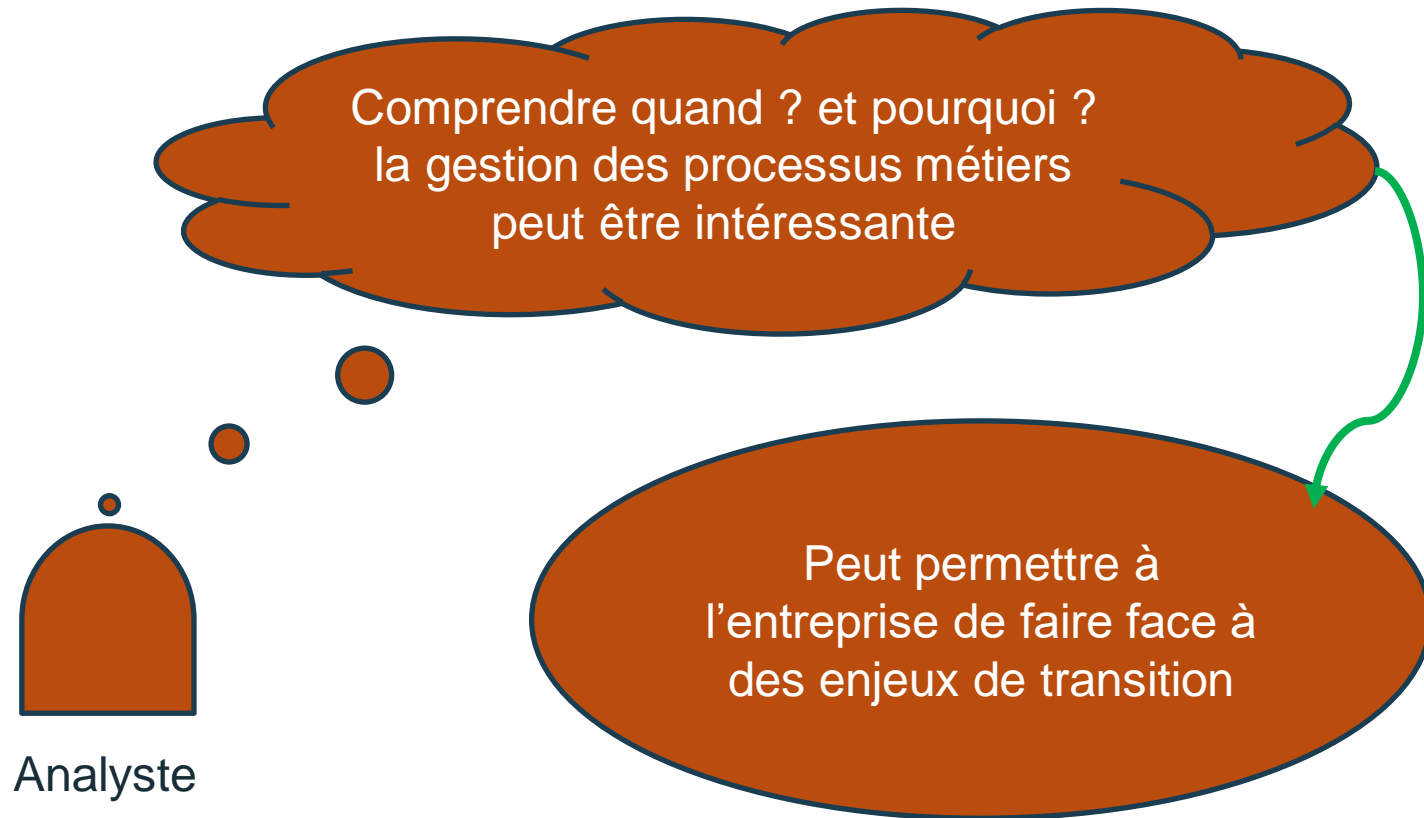 Comprendre quand ? et pourquoi ?
la gestion des processus métiers
peut être intéressante
Peut permettre à
l’entreprise de faire face à
des enjeux de transition
Analyste